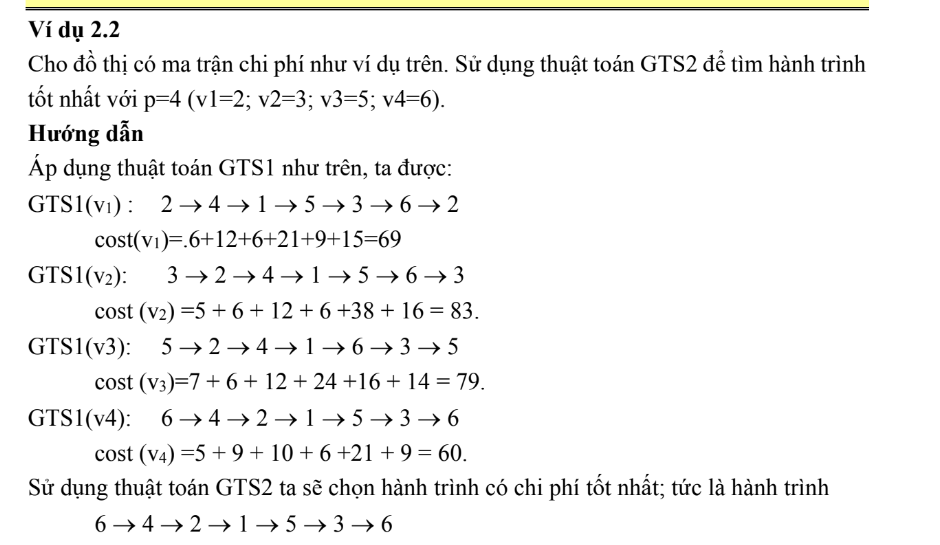 Ví dụ 2.2
Cho đồ thị có ma trận chi phí như ví dụ trên. Sử dụng thuật toán GTS2 để tìm hành trình
tốt nhất với p=4 (v1=2; v2=3; v3=5; v4=6).
Hướng dẫn
Áp dụng thuật toán GTS1 như trên, ta được:
GTS1(v₁) : 2 → 4 → 1 → 5 → 3 → 6 → 2
cost(v₁)=.6+12+6+21+9+15=69
GTS1(v₂): 3 → 2 → 4 → 1 → 5 → 6 → 3
cost (v₂) =5 + 6 + 12 + 6 +38 + 16 = 83.
GTS1(v3): 5 → 2 → 4 → 1 → 6 → 3 → 5
cost (v₃)=7 + 6 + 12 + 24 +16 + 14 = 79.
GTS1(v4): 6 → 4 → 2 → 1 → 5 → 3 → 6
cost (v₄) =5 + 9 + 10 + 6 +21 + 9 = 60.
Sử dụng thuật toán GTS2 ta sẽ chọn hành trình có chi phí tốt nhất; tức là hành trình
6 → 4 → 2 → 1 → 5 → 3 → 6